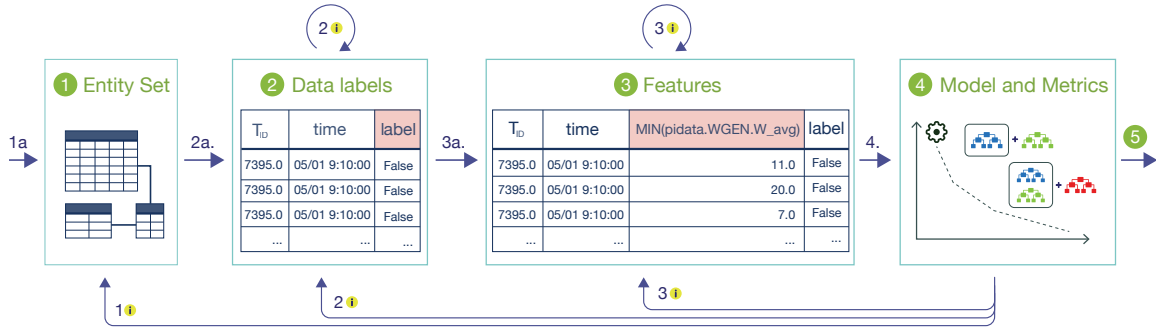 2 i
3 i
1 Entity Set
2 Data labels
3 Features
4 Model and Metrics
1a
2a.
3a.
4.
5
TID time label
7395.0 05/01 9:10:00 False
7395.0 05/01 9:10:00 False
7395.0 05/01 9:10:00 False
... ... ...
TID time MIN(pidata.WGEN.W_avg) label
7395.0 05/01 9:10:00 11.0 False
7395.0 05/01 9:10:00 20.0 False
7395.0 05/01 9:10:00 7.0 False
... ... ... ...
+
+
1 i
2 i
3 i